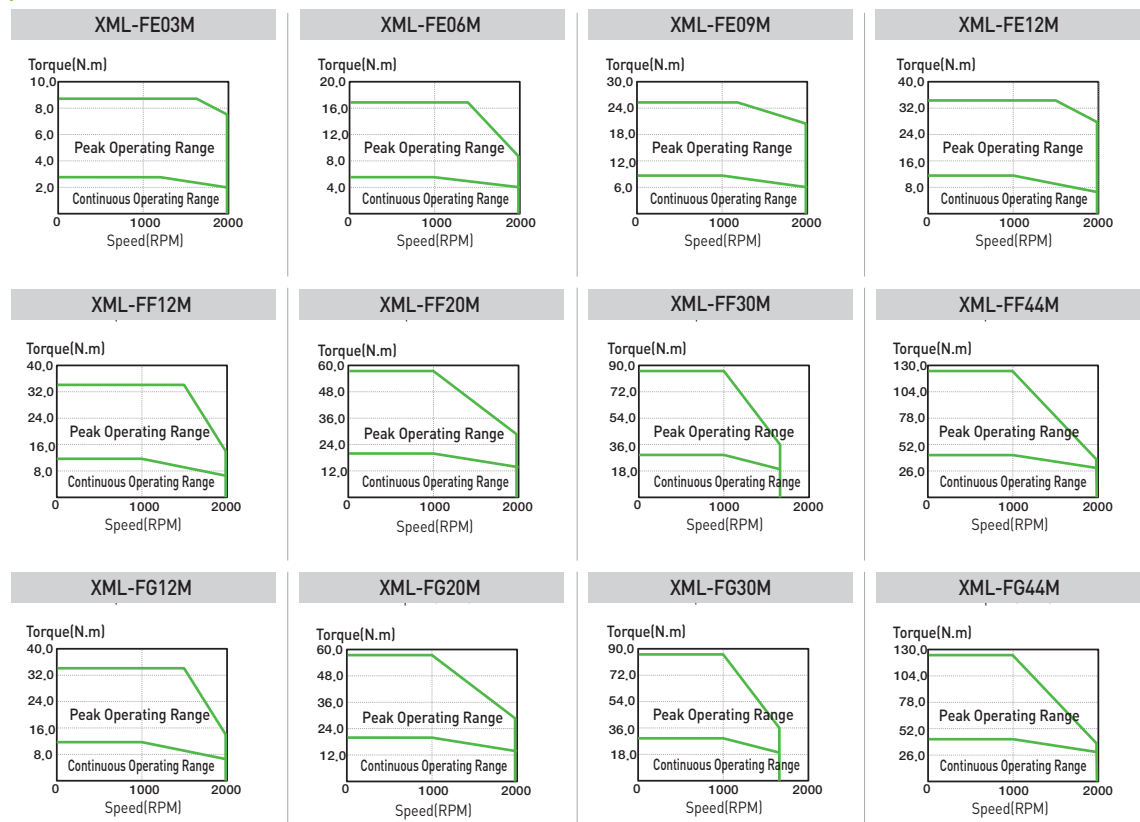 XML-FE03M
Torque(N.m)
10,0
8,0
6,0
4,0
2,0
Peak Operating Range
Continuous Operating Range
0 1000 2000
Speed(RPM)
XML-FE06M
Torque(N.m)
20,0
16,0
12,0
8,0
4,0
Peak Operating Range
Continuous Operating Range
0 1000 2000
Speed(RPM)
XML-FE09M
Torque(N.m)
30,0
24,0
18,0
12,0
6,0
Peak Operating Range
Continuous Operating Range
0 1000 2000
Speed(RPM)
XML-FE12M
Torque(N.m)
40,0
32,0
24,0
16,0
8,0
Peak Operating Range
Continuous Operating Range
0 1000 2000
Speed(RPM)
XML-FF12M
Torque(N.m)
40,0
32,0
24,0
16,0
8,0
Peak Operating Range
Continuous Operating Range
0 1000 2000
Speed(RPM)
XML-FF20M
Torque(N.m)
60,0
48,0
36,0
24,0
12,0
Peak Operating Range
Continuous Operating Range
0 1000 2000
Speed(RPM)
XML-FF30M
Torque(N.m)
90,0
72,0
54,0
36,0
18,0
Peak Operating Range
Continuous Operating Range
0 1000 2000
Speed(RPM)
XML-FF44M
Torque(N.m)
130,0
104,0
78,0
52,0
26,0
Peak Operating Range
Continuous Operating Range
0 1000 2000
Speed(RPM)
XML-FG12M
Torque(N.m)
40,0
32,0
24,0
16,0
8,0
Peak Operating Range
Continuous Operating Range
0 1000 2000
Speed(RPM)
XML-FG20M
Torque(N.m)
60,0
48,0
36,0
24,0
12,0
Peak Operating Range
Continuous Operating Range
0 1000 2000
Speed(RPM)
XML-FG30M
Torque(N.m)
90,0
72,0
54,0
36,0
18,0
Peak Operating Range
Continuous Operating Range
0 1000 2000
Speed(RPM)
XML-FG44M
Torque(N.m)
130,0
104,0
78,0
52,0
26,0
Peak Operating Range
Continuous Operating Range
0 1000 2000
Speed(RPM)